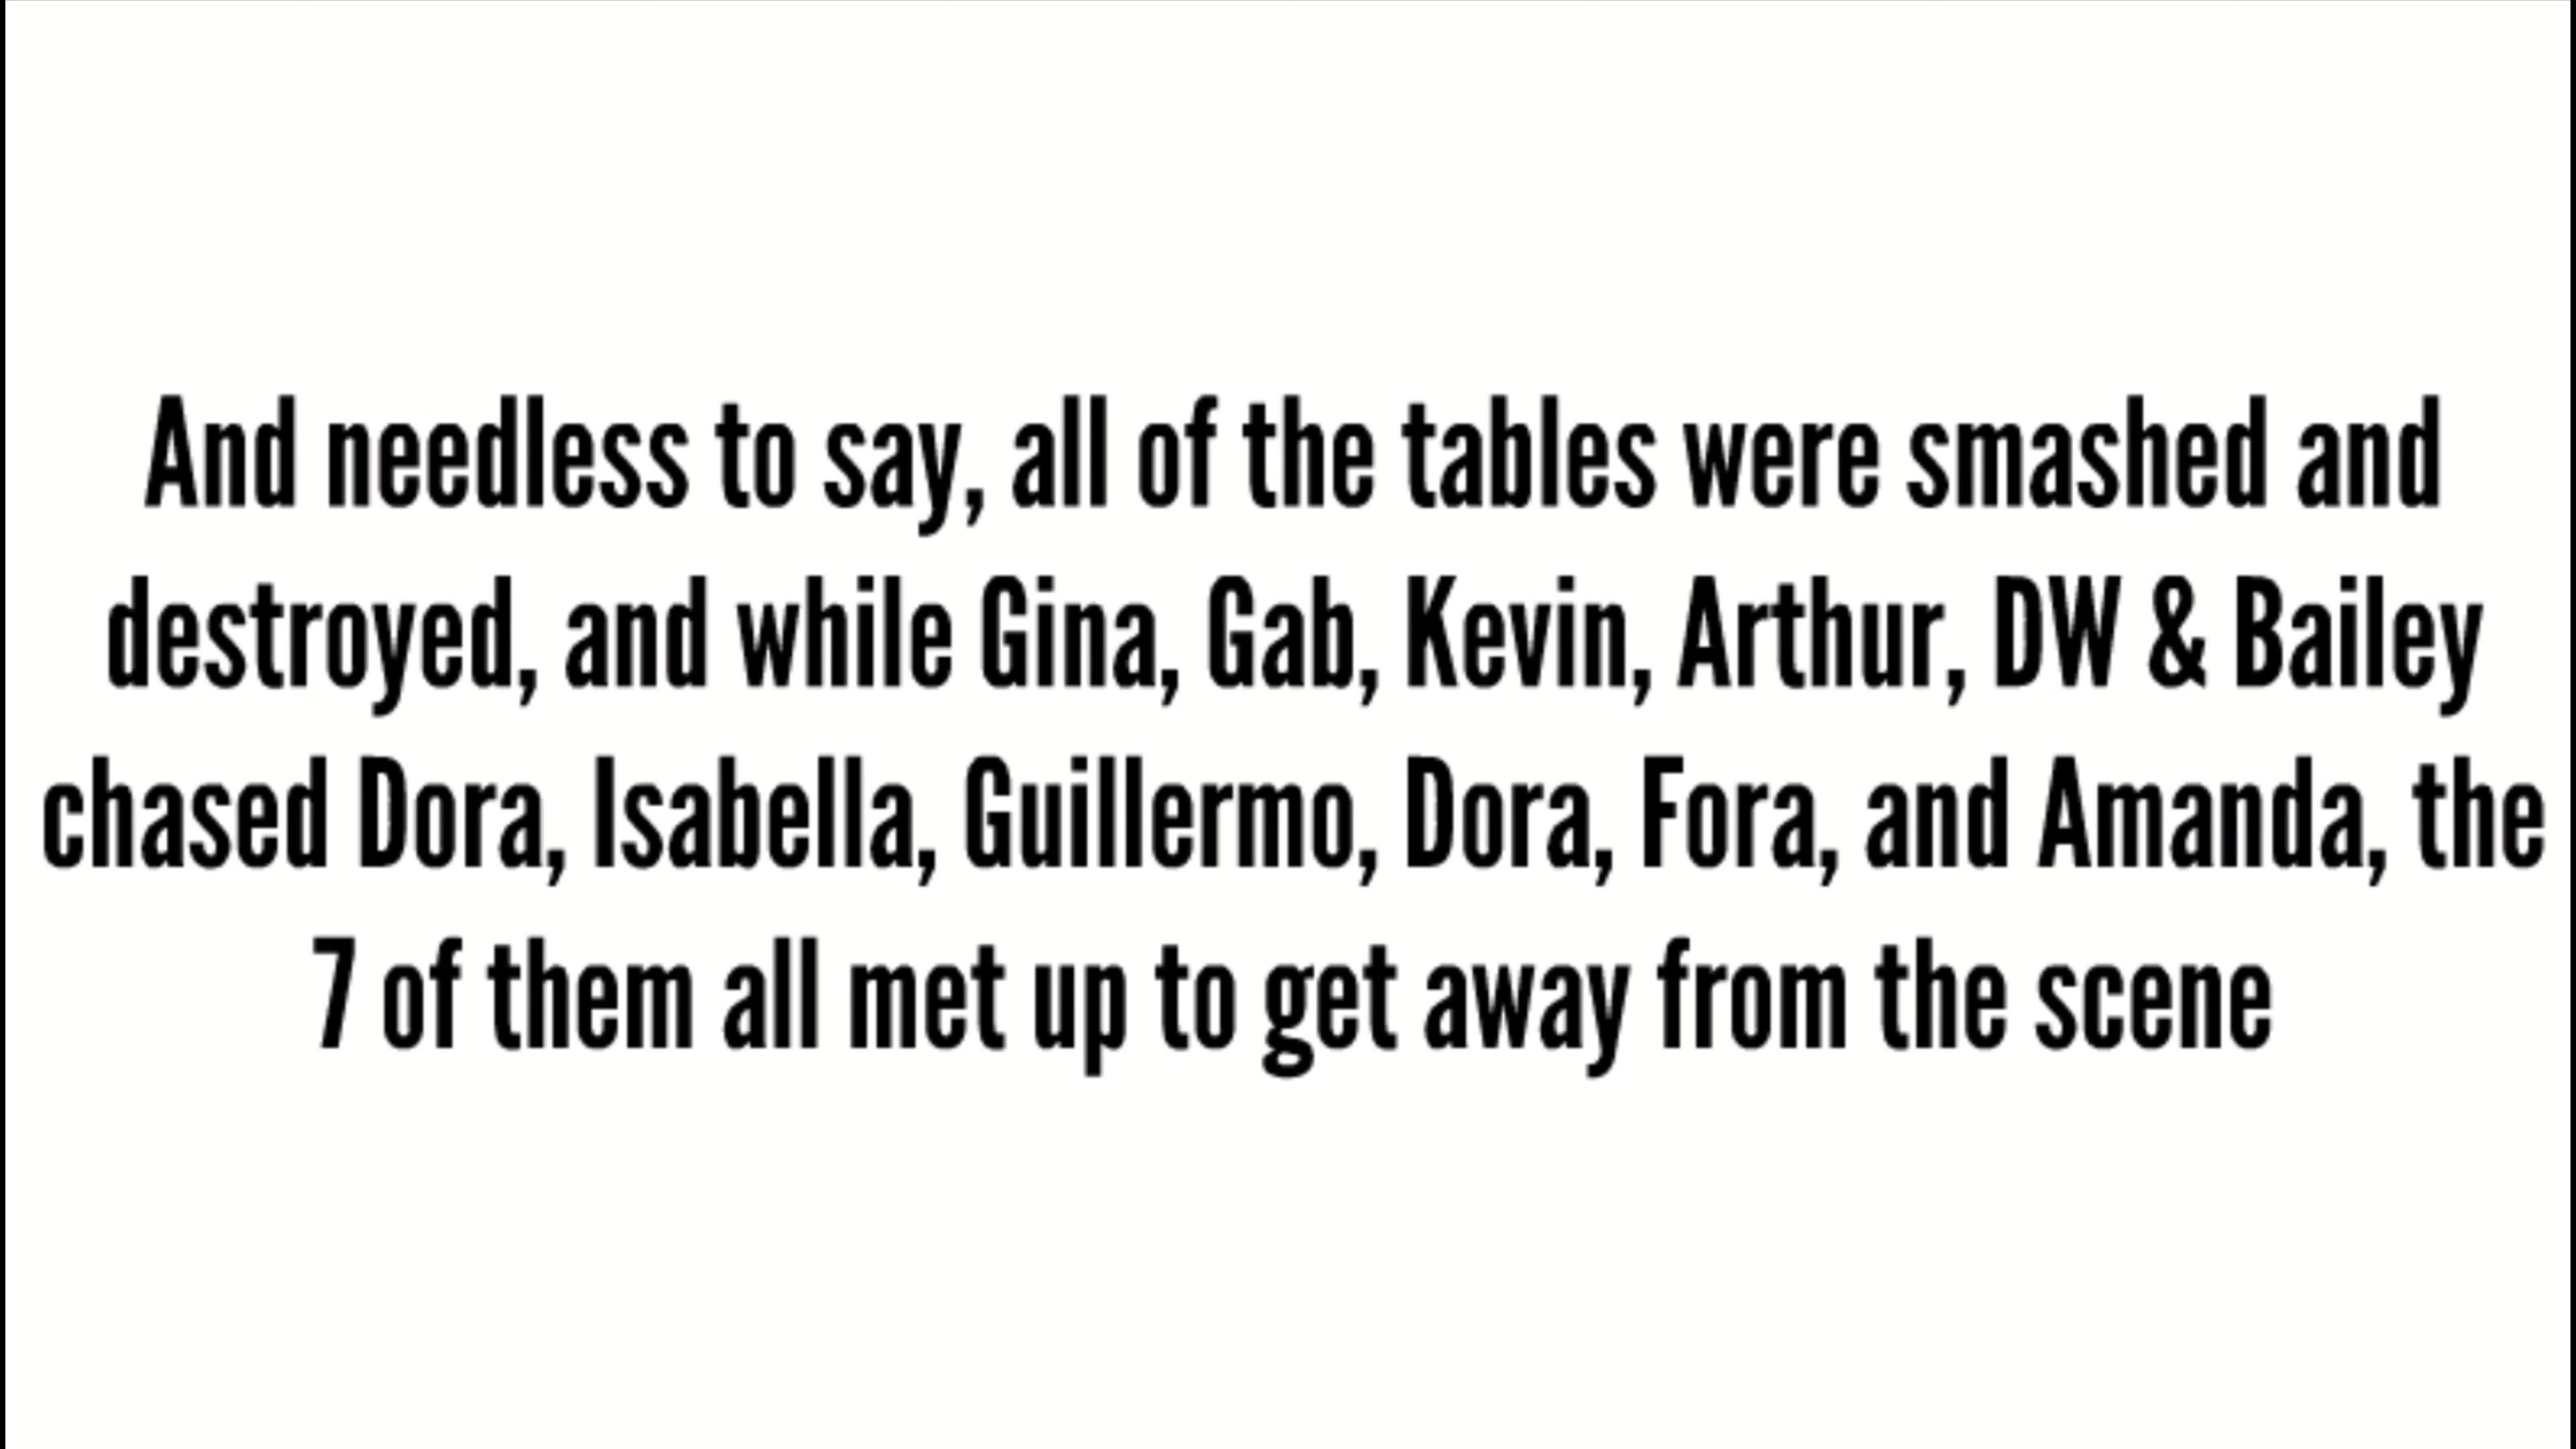 And needless to say, all of the tables were smashed and
destroyed, and while Gina, Gab, Kevin, Arthur, DW & Bailey
chased Dora, Isabella, Guillermo, Dora, Fora, and Amanda, the
7 of them all met up to get away from the scene